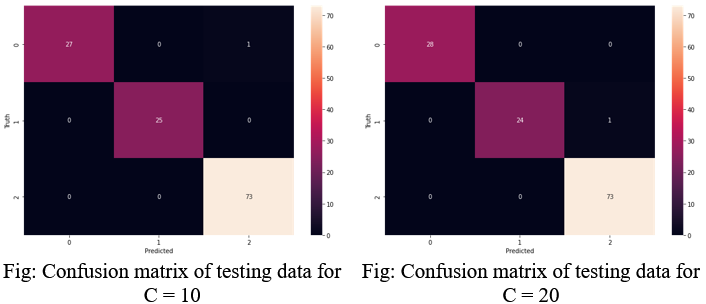 27 0 1
0 25 0
0 0 73
0 1 2
Truth
0 1 2
Predicted
70
60
50
40
30
20
10
0
Fig: Confusion matrix of testing data for
C = 10
28 0 0
0 24 1
0 0 73
0 1 2
Truth
0 1 2
Predicted
70
60
50
40
30
20
10
0
Fig: Confusion matrix of testing data for
C = 20